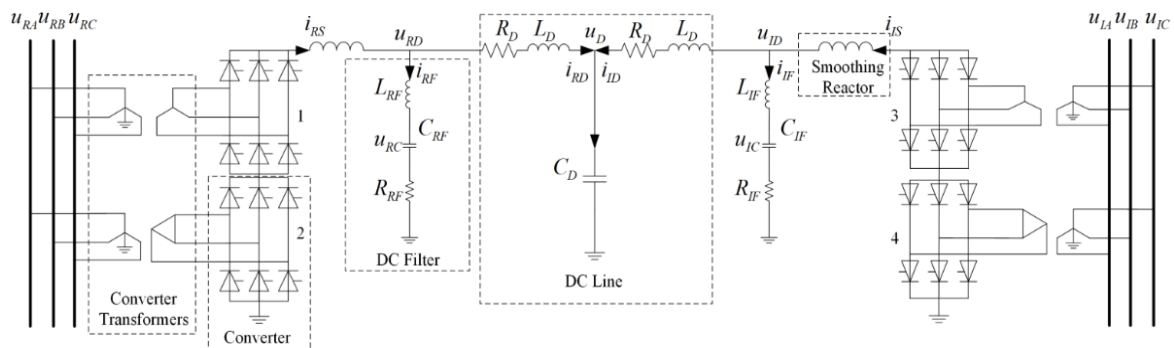 u_RA u_RB u_RC
i_RS
u_RD
R_D
L_D
u_D
R_D
L_D
u_ID
i_IS
u_IA u_IB u_IC
i_RF
i_RD
i_ID
i_IF
Smoothing
Reactor
L_RF
L_IF
1
3
C_RF
C_IF
u_RC
u_IC
C_D
R_RF
R_IF
2
4
DC Filter
DC Line
Converter
Transformers
Converter